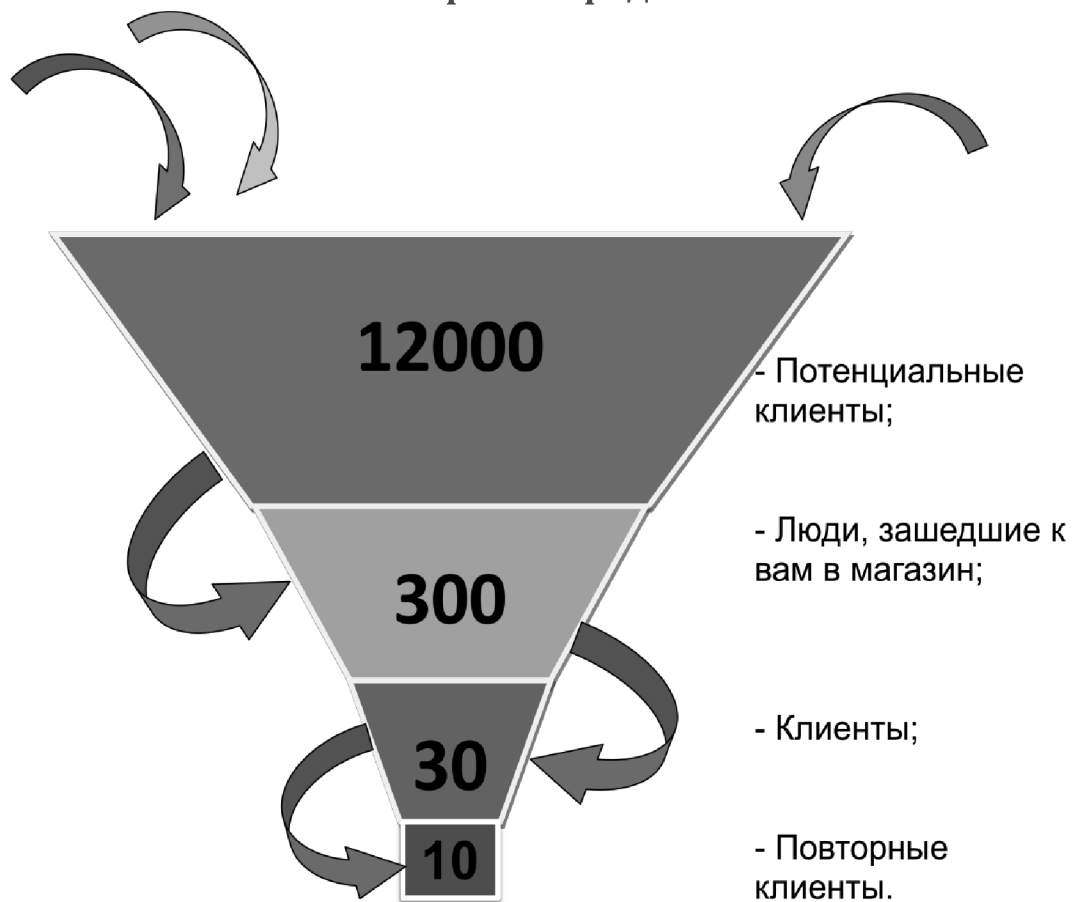 12000
- Потенциальные
клиенты;
300
- Люди, зашедшие к
вам в магазин;
30
- Клиенты;
10
- Повторные
клиенты.